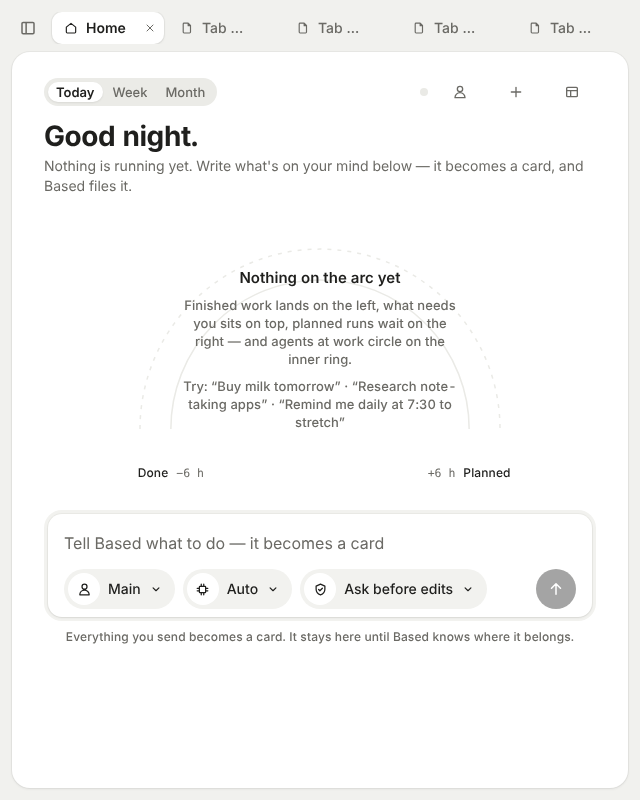 Home
Tab ...
Tab ...
Tab ...
Tab ...
Today Week Month
Good night.
Nothing is running yet. Write what's on your mind below — it becomes a card, and
Based files it.
Nothing on the arc yet
Finished work lands on the left, what needs
you sits on top, planned runs wait on the
right — and agents at work circle on the
inner ring.
Try: “Buy milk tomorrow” · “Research note-
taking apps” · “Remind me daily at 7:30 to
stretch”
Done −6 h
+6 h Planned
Tell Based what to do — it becomes a card
Main
Auto
Ask before edits
Everything you send becomes a card. It stays here until Based knows where it belongs.